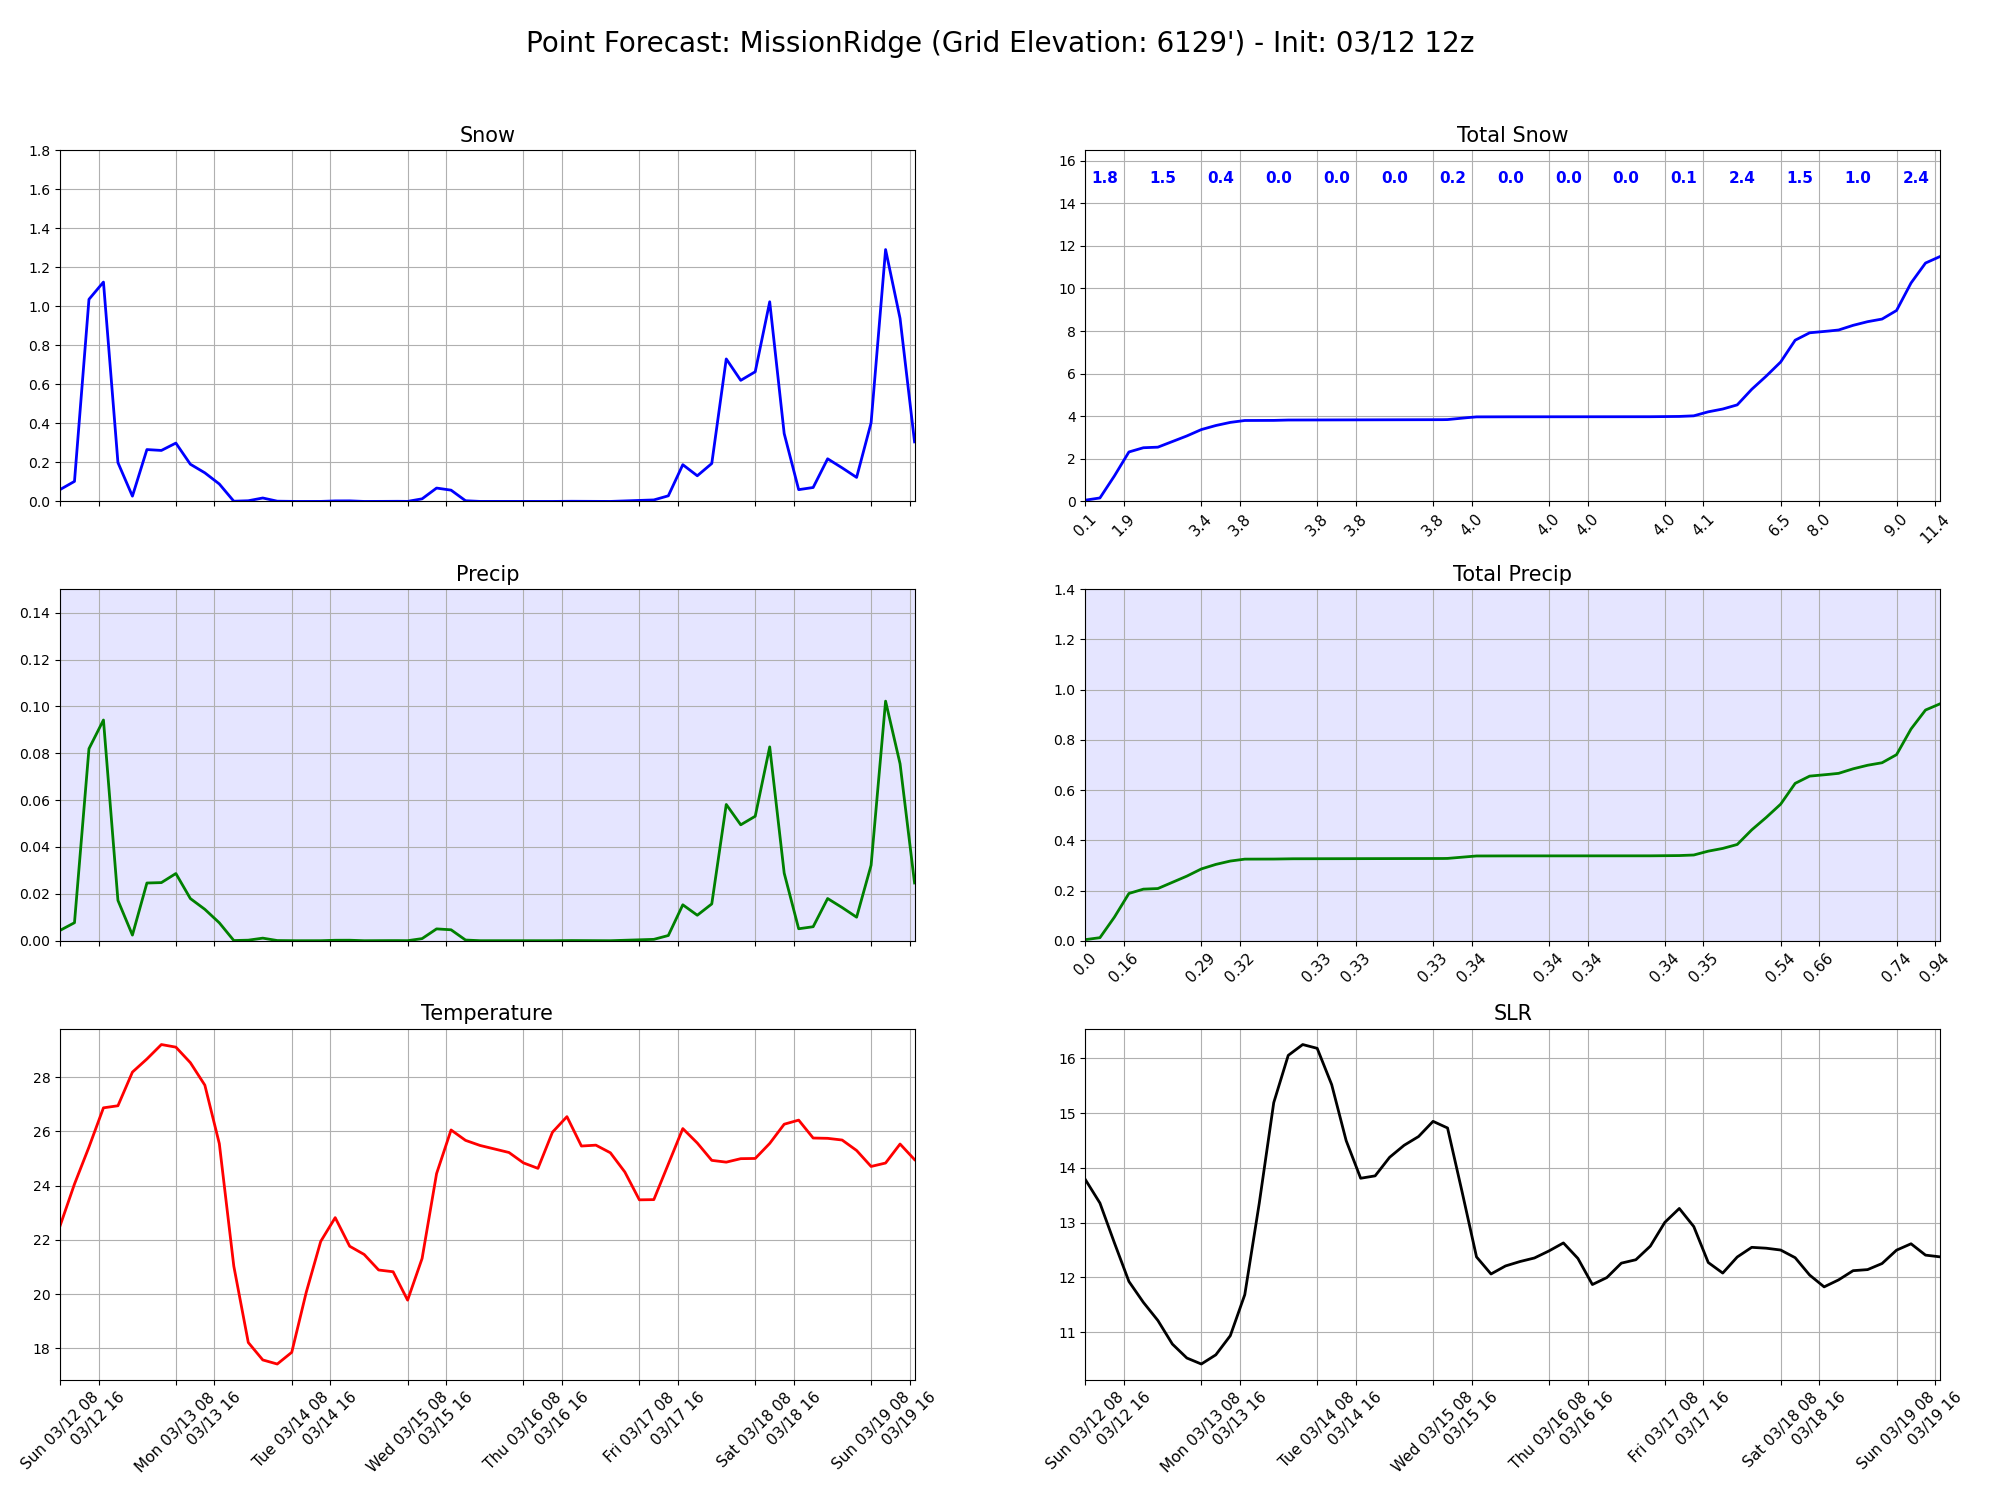 Point Forecast: MissionRidge (Grid Elevation: 6129') - Init: 03/12 12z
Snow
1.8
1.6
1.4
1.2
1.0
0.8
0.6
0.4
0.2
0.0
Total Snow
16
14
12
10
8
6
4
2
0
1.8 1.5 0.4 0.0 0.0 0.0 0.2 0.0 0.0 0.0 0.1 2.4 1.5 1.0 2.4
0.1 1.9 3.4 3.8 3.8 3.8 3.8 4.0 4.0 4.0 4.0 4.1 6.5 8.0 9.0 11.4
Precip
0.14
0.12
0.10
0.08
0.06
0.04
0.02
0.00
Total Precip
1.4
1.2
1.0
0.8
0.6
0.4
0.2
0.0
0.0 0.16 0.29 0.32 0.33 0.33 0.33 0.34 0.34 0.34 0.34 0.35 0.54 0.66 0.74 0.94
Temperature
28
26
24
22
20
18
Sun 03/12 08
03/12 16
Mon 03/13 08
03/13 16
Tue 03/14 08
03/14 16
Wed 03/15 08
03/15 16
Thu 03/16 08
03/16 16
Fri 03/17 08
03/17 16
Sat 03/18 08
03/18 16
Sun 03/19 08
03/19 16
SLR
16
15
14
13
12
11
Sun 03/12 08
03/12 16
Mon 03/13 08
03/13 16
Tue 03/14 08
03/14 16
Wed 03/15 08
03/15 16
Thu 03/16 08
03/16 16
Fri 03/17 08
03/17 16
Sat 03/18 08
03/18 16
Sun 03/19 08
03/19 16